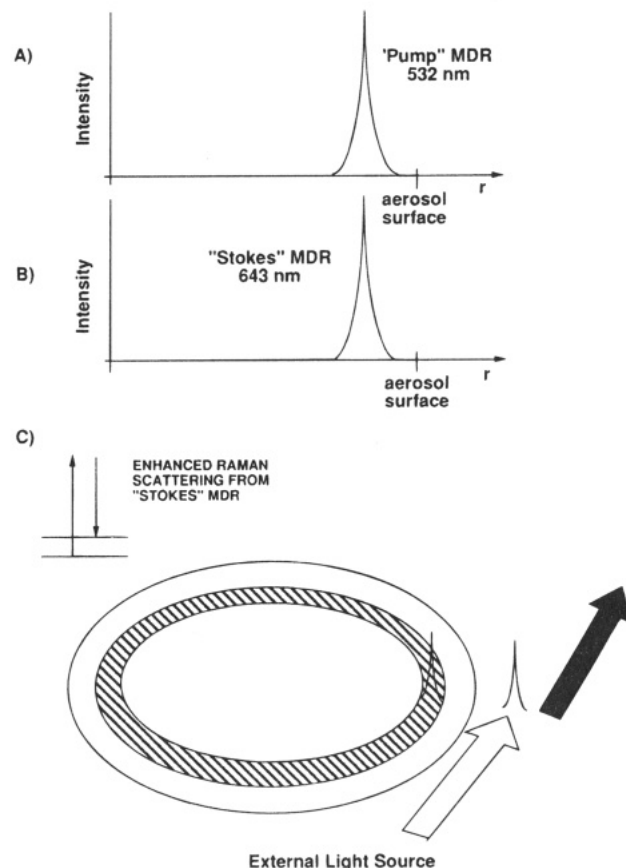 A)
Intensity
'Pump" MDR
532 nm
aerosol
surface
r
B)
Intensity
"Stokes" MDR
643 nm
aerosol
surface
r
C)
ENHANCED RAMAN
SCATTERING FROM
"STOKES" MDR
External Light Source